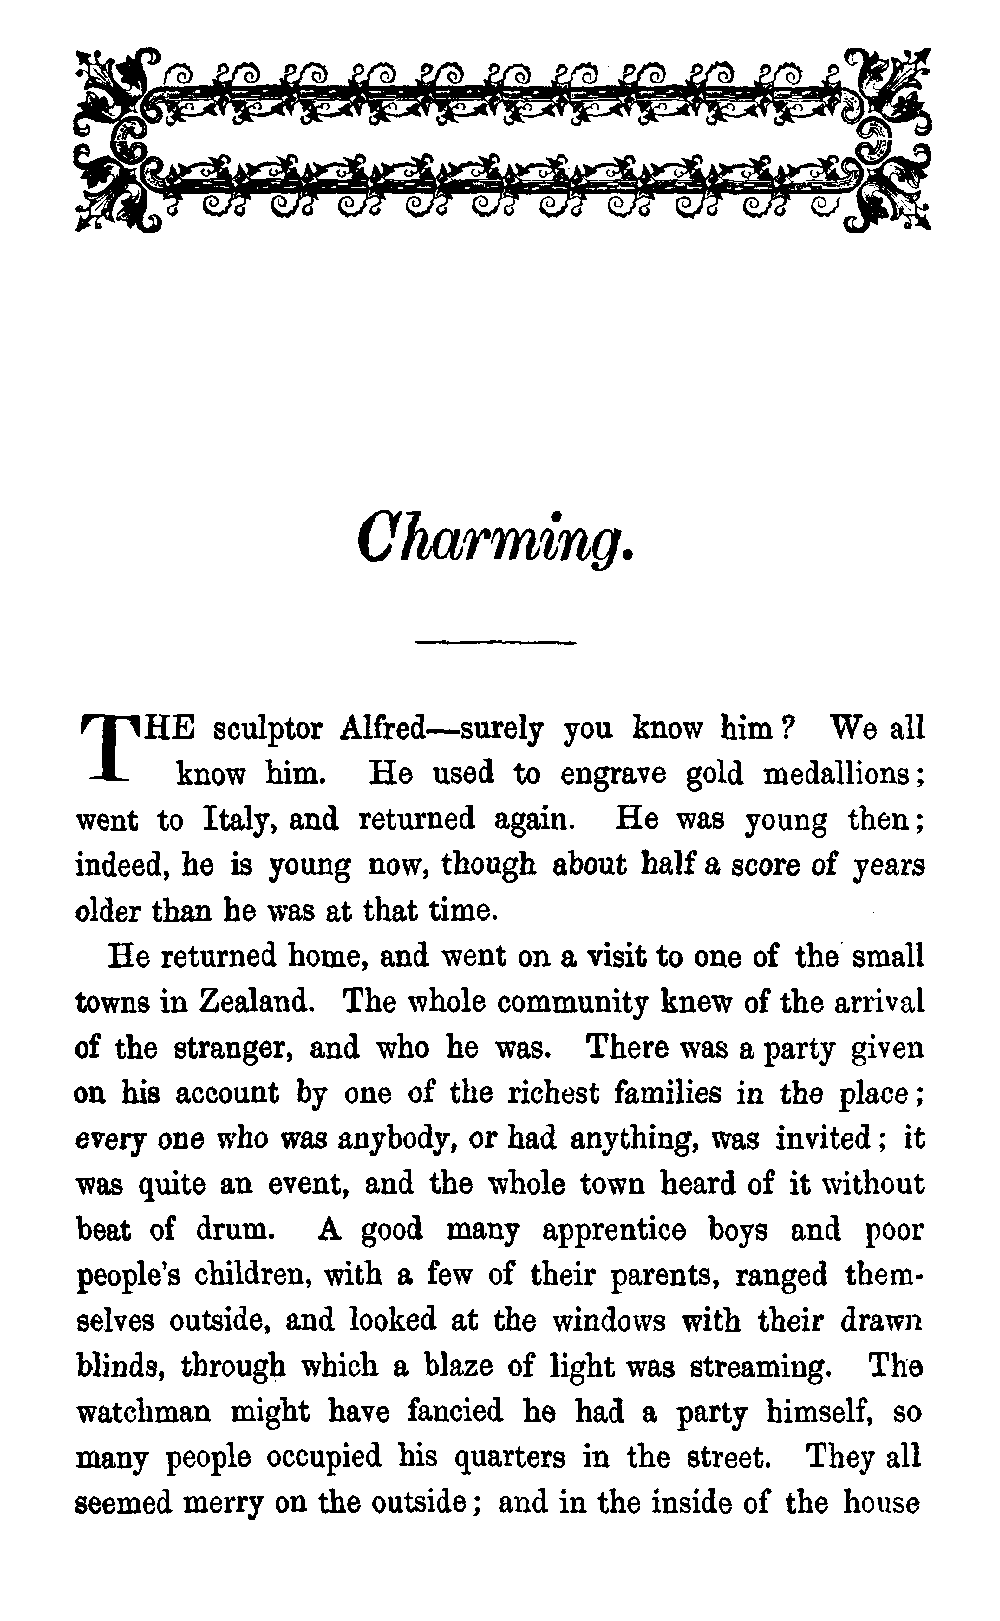 Charming.
THE sculptor Alfred—surely you know him? We all
know him. He used to engrave gold medallions;
went to Italy, and returned again. He was young then;
indeed, he is young now, though about half a score of years
older than he was at that time.
He returned home, and went on a visit to one of the small
towns in Zealand. The whole community knew of the arrival
of the stranger, and who he was. There was a party given
on his account by one of the richest families in the place;
every one who was anybody, or had anything, was invited; it
was quite an event, and the whole town heard of it without
beat of drum. A good many apprentice boys and poor
people's children, with a few of their parents, ranged them-
selves outside, and looked at the windows with their drawn
blinds, through which a blaze of light was streaming. The
watchman might have fancied he had a party himself, so
many people occupied his quarters in the street. They all
seemed merry on the outside; and in the inside of the house